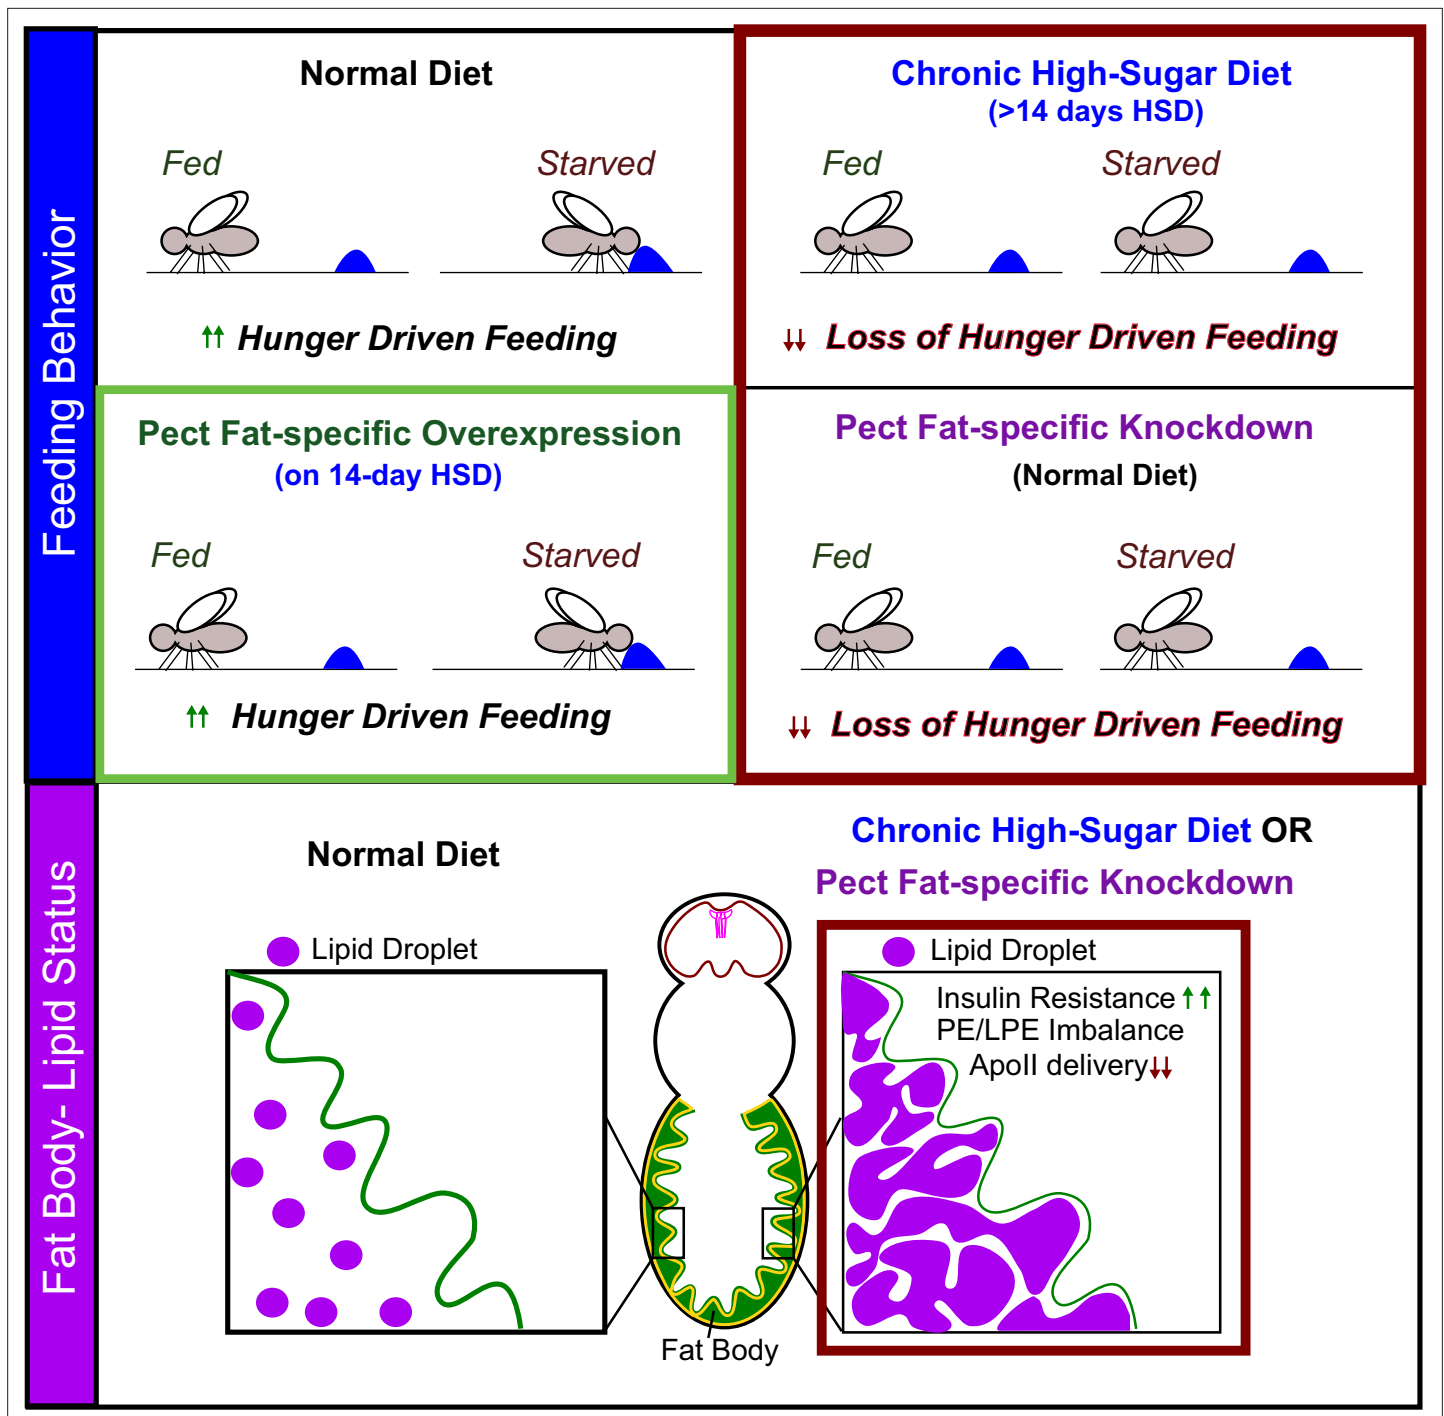 Feeding Behavior
Normal Diet
Fed
Starved
Hunger Driven Feeding
Chronic High-Sugar Diet
(>14 days HSD)
Fed
Starved
Loss of Hunger Driven Feeding
Pect Fat-specific Overexpression
(on 14-day HSD)
Fed
Starved
Hunger Driven Feeding
Pect Fat-specific Knockdown
(Normal Diet)
Fed
Starved
Loss of Hunger Driven Feeding
Fat Body- Lipid Status
Normal Diet
Lipid Droplet
Fat Body
Chronic High-Sugar Diet OR
Pect Fat-specific Knockdown
Lipid Droplet
Insulin Resistance
PE/LPE Imbalance
ApoII delivery